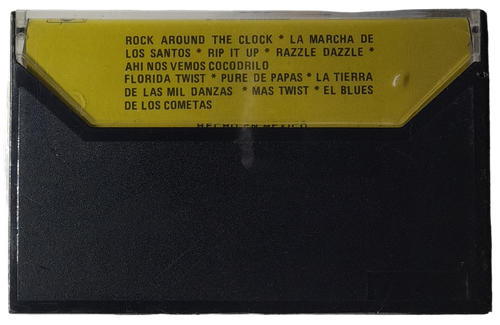 ROCK AROUND THE CLOCK * LA MARCHA DE
LOS SANTOS * RIP IT UP * RAZZLE DAZZLE *
AHI NOS VEMOS COCODRILO
FLORIDA TWIST * PURE DE PAPAS * LA TIERRA
DE LAS MIL DANZAS * MAS TWIST * EL BLUES
DE LOS COMETAS
HECHO EN MEXICO